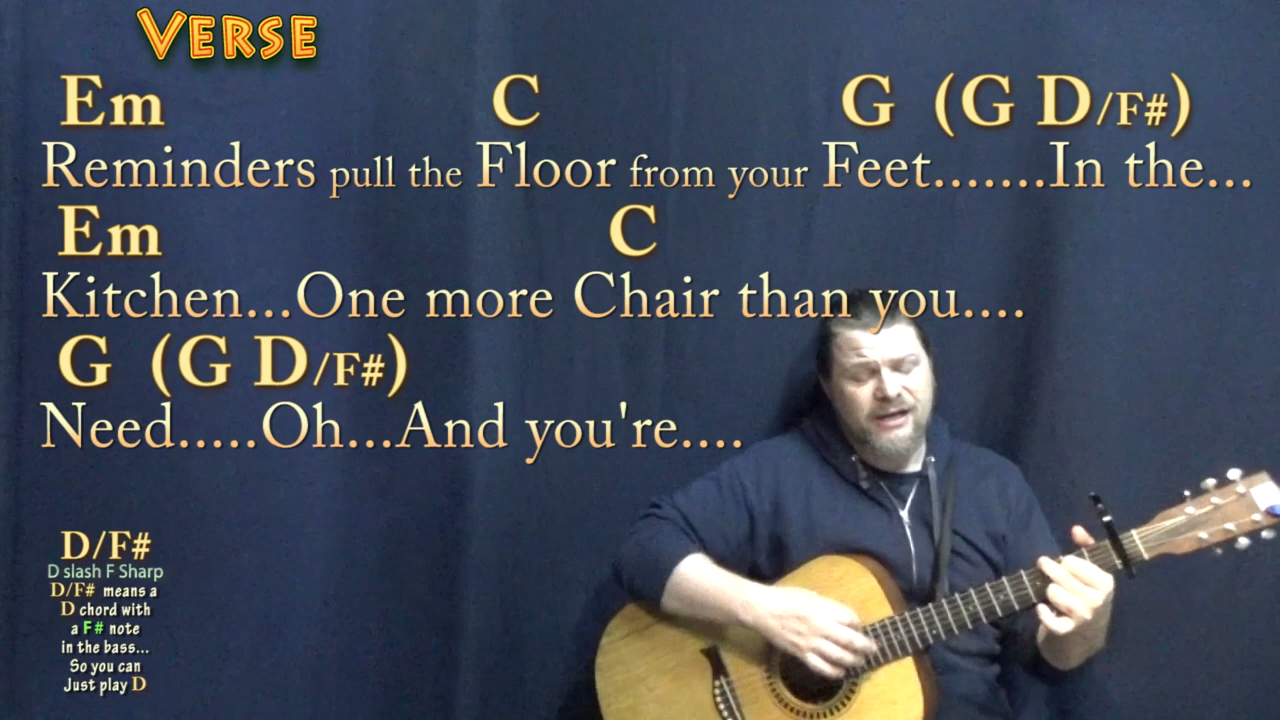 VERSE
Em C G (G D/F#)
Reminders pull the Floor from your Feet.......In the...
Em C
Kitchen...One more Chair than you....
G (G D/F#)
Need.....Oh...And you're....
D/F#
D slash F Sharp
D/F# means a
D chord with
a F# note
in the bass...
So you can
Just play D